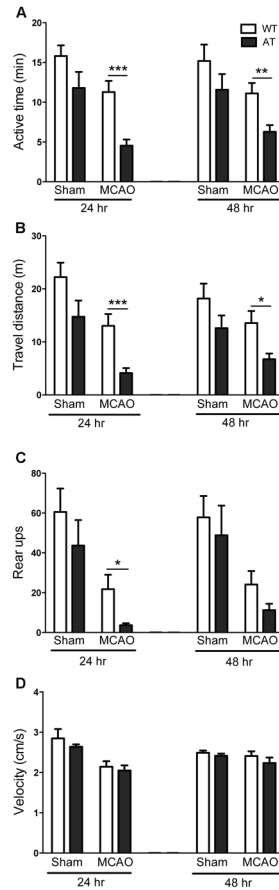 A
WT
AT
Active time (min)
20
15
10
5
0
***
**
Sham MCAO Sham MCAO
24 hr 48 hr
B
Travel distance (m)
30
20
10
0
***
*
Sham MCAO Sham MCAO
24 hr 48 hr
C
Rear ups
80
60
40
20
0
*
Sham MCAO Sham MCAO
24 hr 48 hr
D
Velocity (cm/s)
4
3
2
1
0
Sham MCAO Sham MCAO
24 hr 48 hr